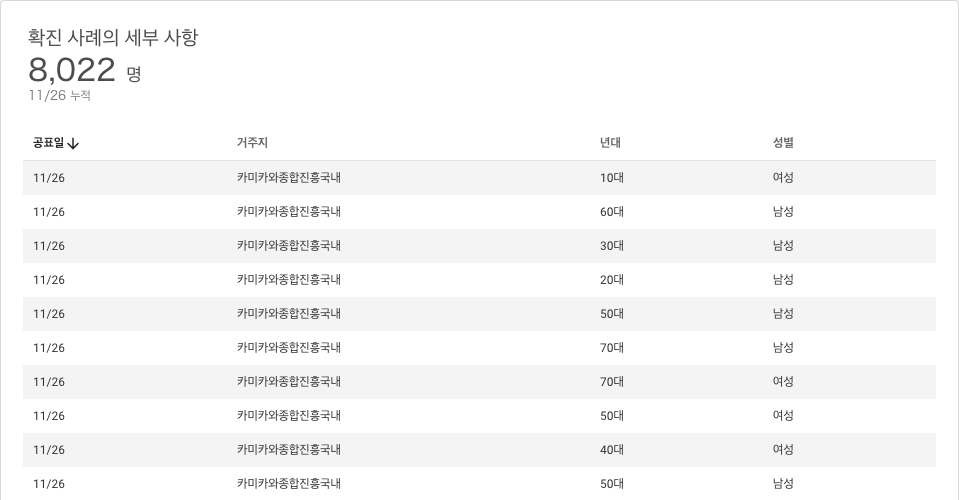 확진 사례의 세부 사항
8,022 명
11/26 누적
공표일 거주지 년대 성별
11/26 카미카와종합진흥국내 10대 여성
11/26 카미카와종합진흥국내 60대 남성
11/26 카미카와종합진흥국내 30대 남성
11/26 카미카와종합진흥국내 20대 남성
11/26 카미카와종합진흥국내 50대 남성
11/26 카미카와종합진흥국내 70대 남성
11/26 카미카와종합진흥국내 70대 여성
11/26 카미카와종합진흥국내 50대 여성
11/26 카미카와종합진흥국내 40대 여성
11/26 카미카와종합진흥국내 50대 남성